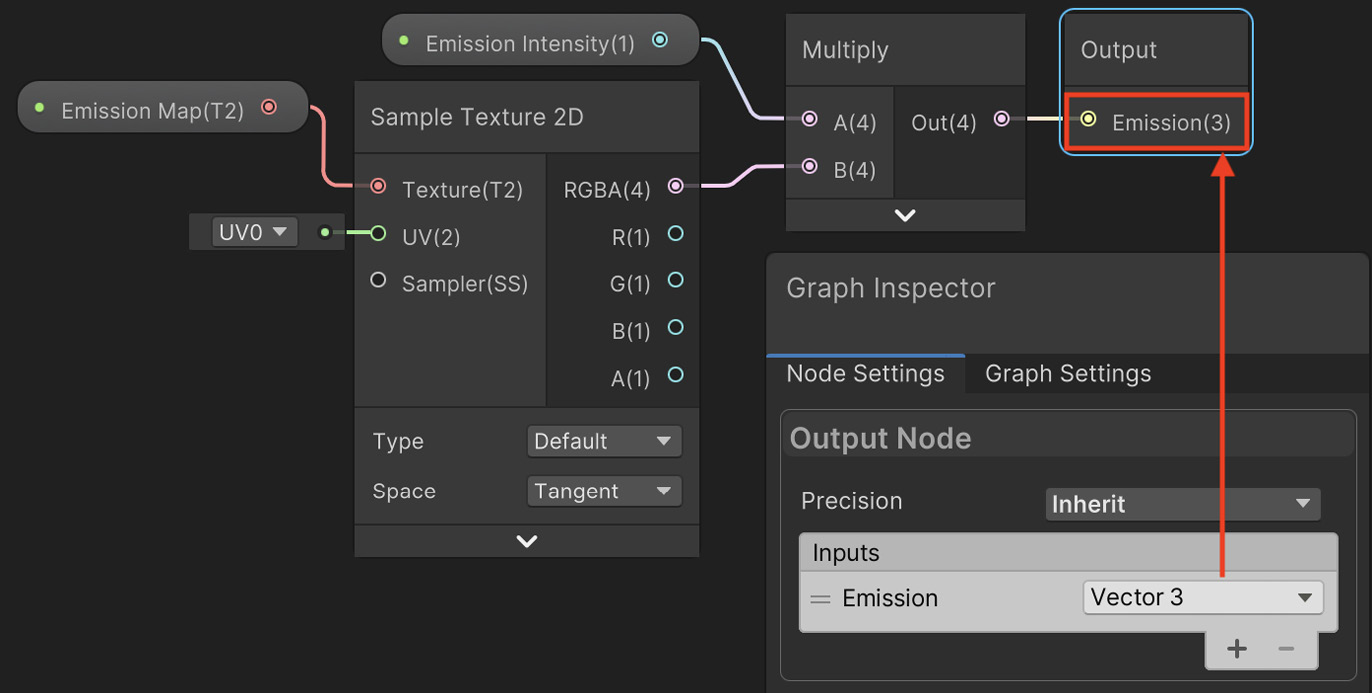 Emission Intensity(1)
Emission Map(T2)
Sample Texture 2D
Texture(T2)
RGBA(4)
UV0
UV(2)
R(1)
Sampler(SS)
G(1)
B(1)
A(1)
Type
Default
Space
Tangent
Multiply
A(4)
Out(4)
B(4)
Output
Emission(3)
Graph Inspector
Node Settings
Graph Settings
Output Node
Precision
Inherit
Inputs
Emission
Vector 3